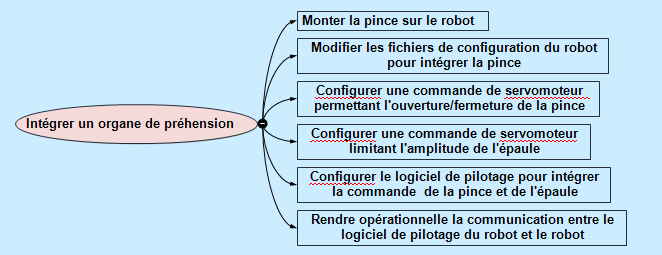 Monter la pince sur le robot
Modifier les fichiers de configuration du robot
pour intégrer la pince
Configurer une commande de servomoteur
permettant l'ouverture/fermeture de la pince
Intégrer un organe de préhension
Configurer une commande de servomoteur
limitant l'amplitude de l'épaule
Configurer le logiciel de pilotage pour intégrer
la commande de la pince et de l'épaule
Rendre opérationnelle la communication entre le
logiciel de pilotage du robot et le robot